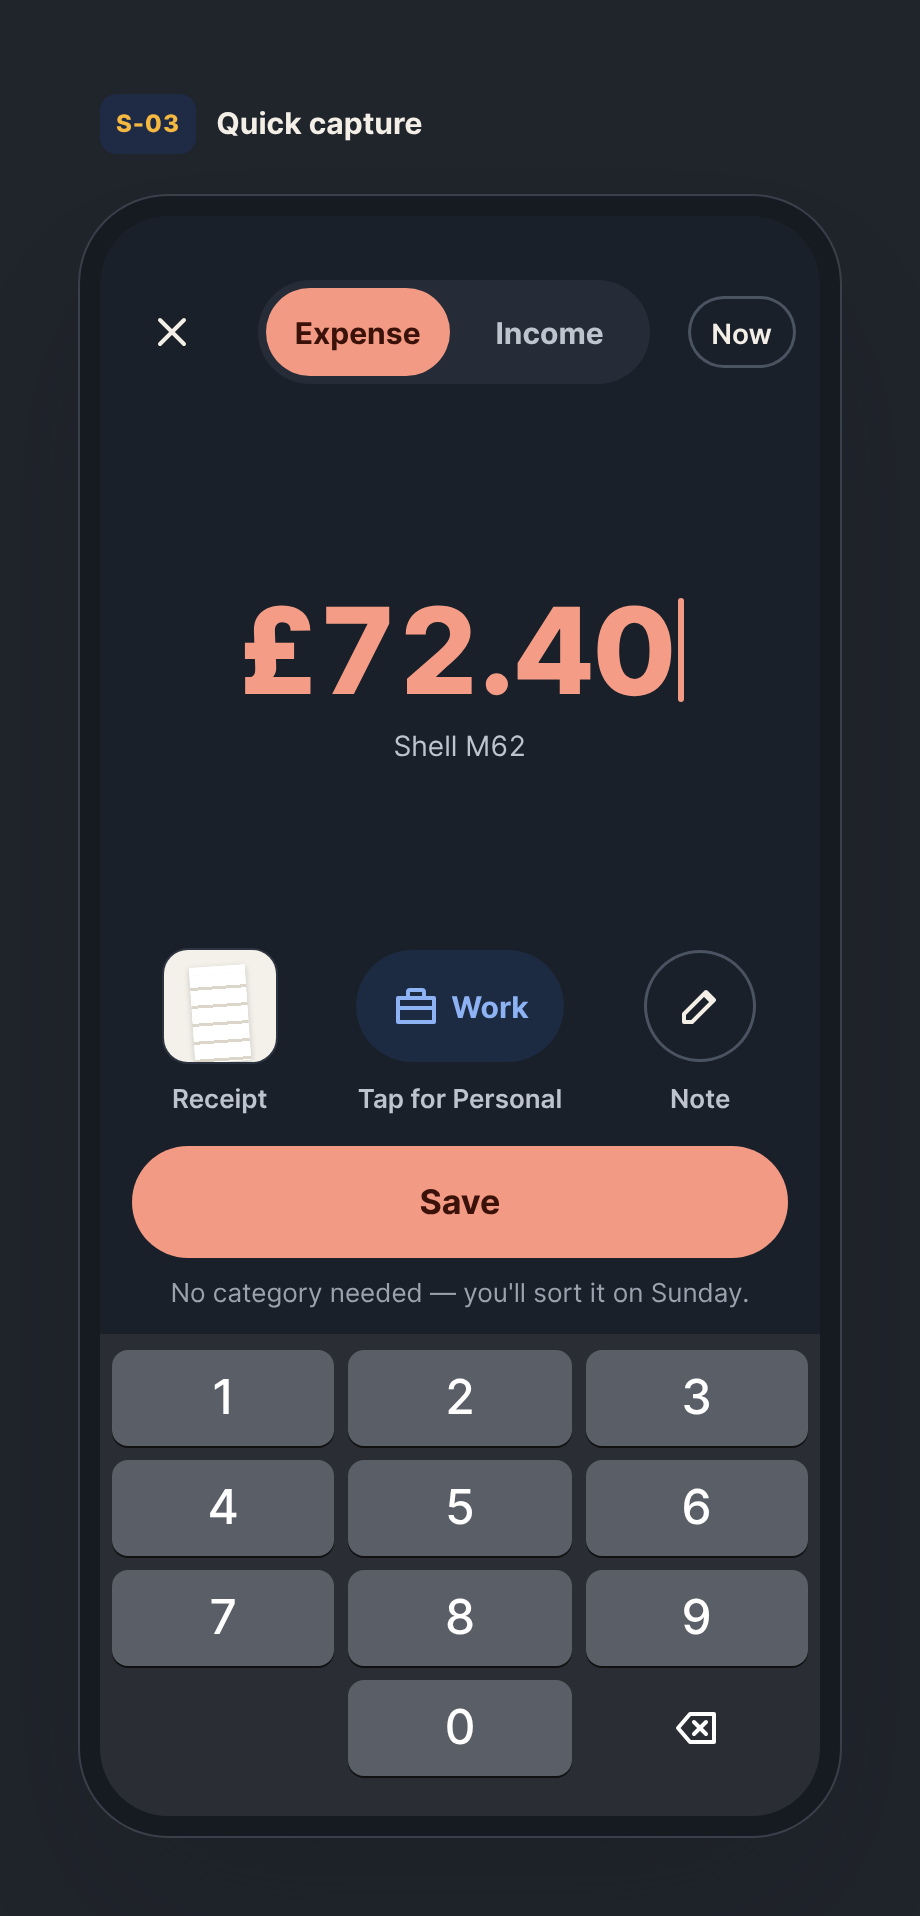 S-03 Quick capture
Expense Income Now
£72.40
Shell M62
Work
Receipt Tap for Personal Note
Save
No category needed — you'll sort it on Sunday.
1 2 3
4 5 6
7 8 9
0